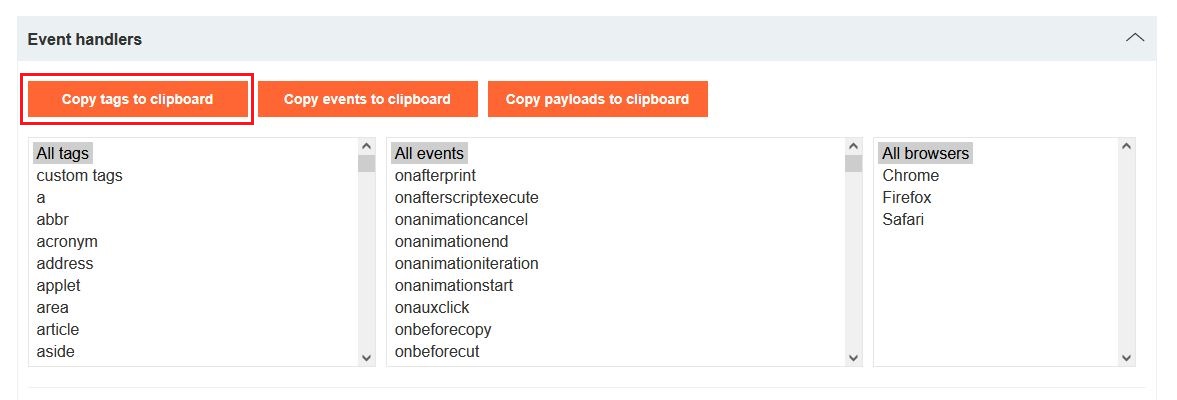 Event handlers
Copy tags to clipboard Copy events to clipboard Copy payloads to clipboard
All tags All events All browsers
custom tags onafterprint Chrome
a onafterscriptexecute Firefox
abbr onanimationcancel Safari
acronym onanimationend
address onanimationiteration
applet onanimationstart
area onauxclick
article onbeforecopy
aside onbeforecut